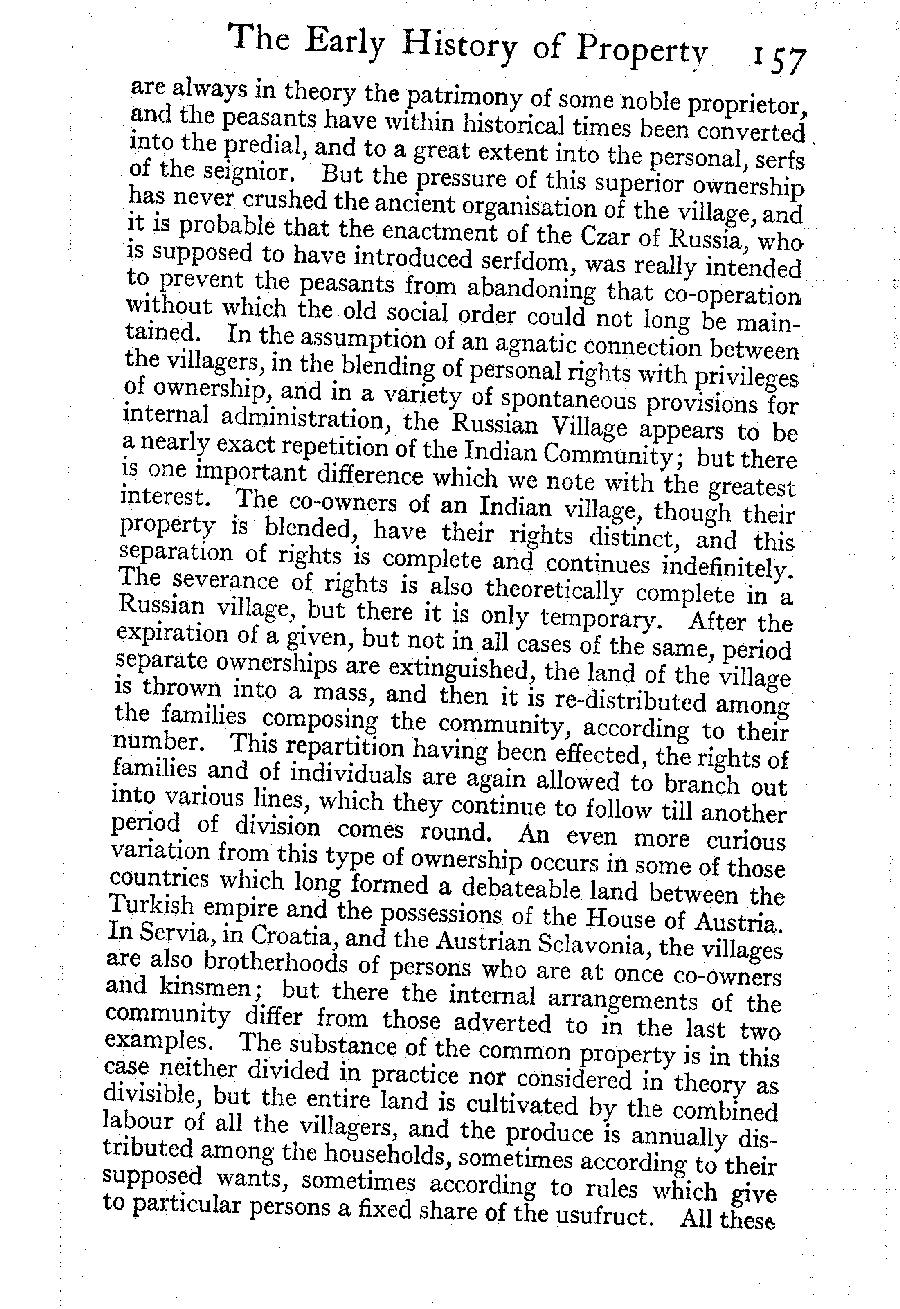 The Early History of Property 157
are always in theory the patrimony of some noble proprietor,
and the peasants have within historical times been converted
into the predial, and to a great extent into the personal, serfs
of the seignior. But the pressure of this superior ownership
has never crushed the ancient organisation of the village, and
it is probable that the enactment of the Czar of Russia, who
is supposed to have introduced serfdom, was really intended
to prevent the peasants from abandoning that co-operation
without which the old social order could not long be main-
tained. In the assumption of an agnatic connection between
the villagers, in the blending of personal rights with privileges
of ownership, and in a variety of spontaneous provisions for
internal administration, the Russian Village appears to be
a nearly exact repetition of the Indian Community; but there
is one important difference which we note with the greatest
interest. The co-owners of an Indian village, though their
property is blended, have their rights distinct, and this
separation of rights is complete and continues indefinitely.
The severance of rights is also theoretically complete in a
Russian village, but there it is only temporary. After the
expiration of a given, but not in all cases of the same, period
separate ownerships are extinguished, the land of the village
is thrown into a mass, and then it is re-distributed among
the families composing the community, according to their
number. This repartition having been effected, the rights of
families and of individuals are again allowed to branch out
into various lines, which they continue to follow till another
period of division comes round. An even more curious
variation from this type of ownership occurs in some of those
countries which long formed a debateable land between the
Turkish empire and the possessions of the House of Austria.
In Servia, in Croatia, and the Austrian Sclavonia, the villages
are also brotherhoods of persons who are at once co-owners
and kinsmen; but there the internal arrangements of the
community differ from those adverted to in the last two
examples. The substance of the common property is in this
case neither divided in practice nor considered in theory as
divisible, but the entire land is cultivated by the combined
labour of all the villagers, and the produce is annually dis-
tributed among the households, sometimes according to their
supposed wants, sometimes according to rules which give
to particular persons a fixed share of the usufruct. All these